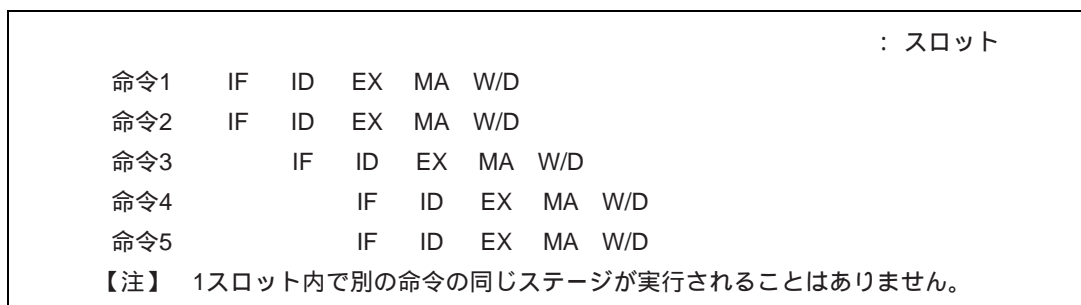 ： スロット
命令1 IF ID EX MA W/D
命令2 IF ID EX MA W/D
命令3 IF ID EX MA W/D
命令4 IF ID EX MA W/D
命令5 IF ID EX MA W/D
【注】 1スロット内で別の命令の同じステージが実行されることはありません。